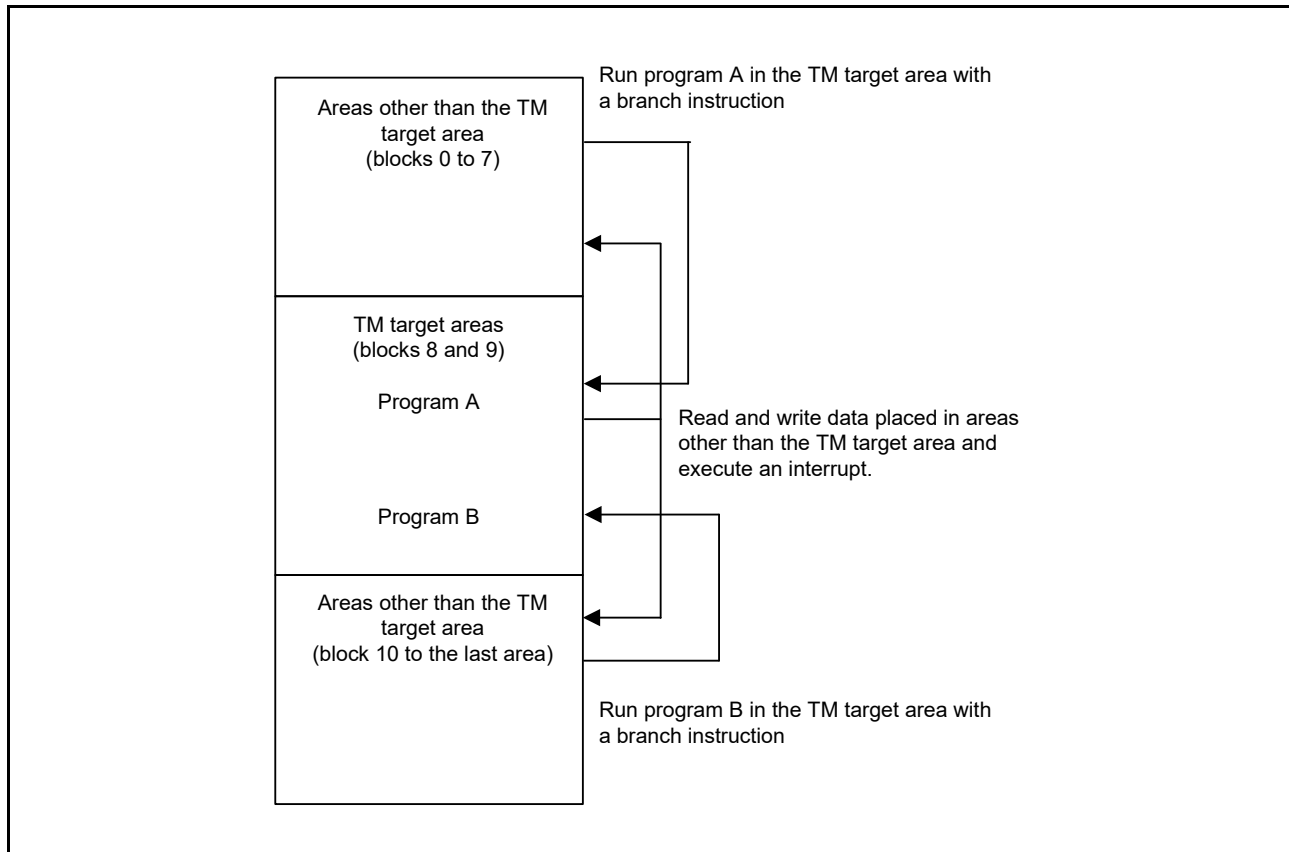 Run program A in the TM target area with
a branch instruction
Areas other than the TM
target area
(blocks 0 to 7)
TM target areas
(blocks 8 and 9)
Program A
Read and write data placed in areas
other than the TM target area and
execute an interrupt.
Program B
Areas other than the TM
target area
(block 10 to the last area)
Run program B in the TM target area with
a branch instruction